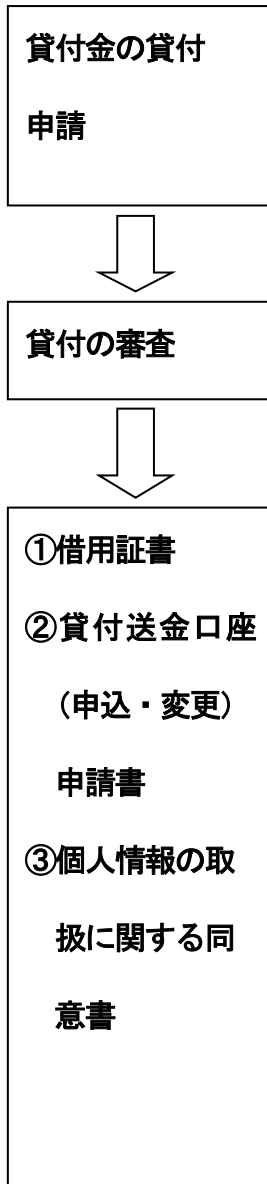 貸付金の貸付
申請
貸付の審査
①借用証書
②貸付送金口座
（申込・変更）
申請書
③個人情報の取
扱に関する同
意書